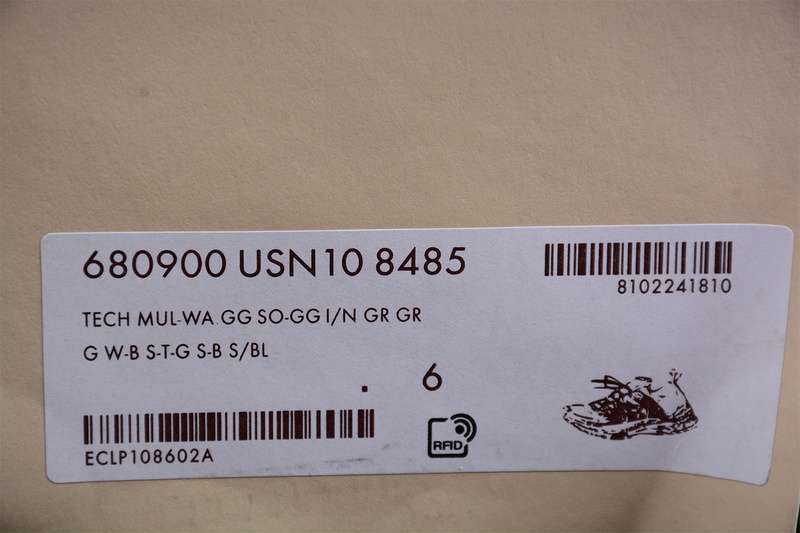 680900 USN10 8485
8102241810
TECH MUL-WA GG SO-GG I/N GR GR
G W-B S-T-G S-B S/BL
. 6
RFID
ECLP108602A